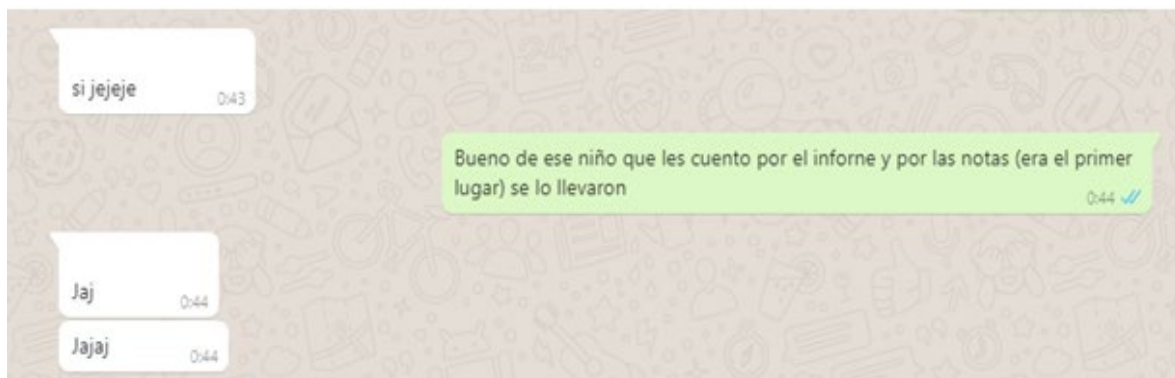 si jejeje
0:43
Bueno de ese niño que les cuento por el inforne y por las notas (era el primer
lugar) se lo llevaron
0:44
Jaj
0:44
Jajaj
0:44